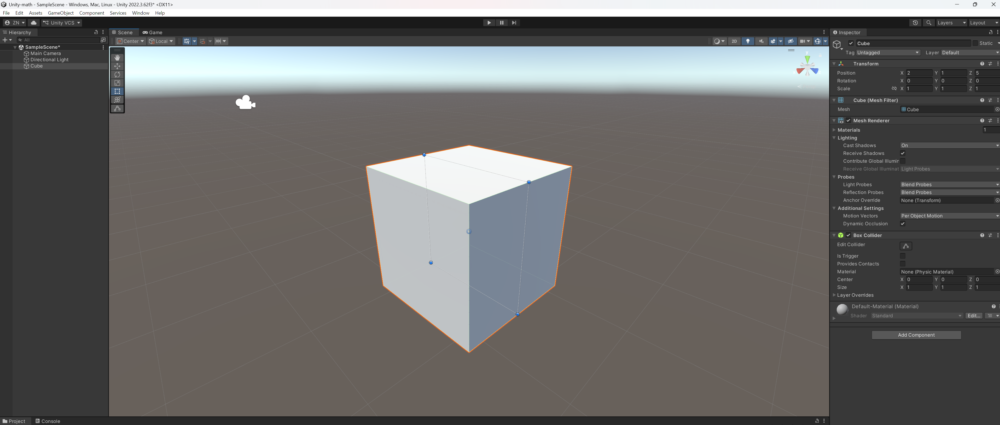 Unity-math - SampleScene - Windows, Mac, Linux - Unity 2022.3.62f3* <DX11>
File Edit Assets GameObject Component Services Window Help
ZN Unity VCS Layers Layout
Hierarchy
All
SampleScene*
Main Camera
Directional Light
Cube
Scene Game
Center Local 2D
y
Inspector
Cube Static
Tag Untagged Layer Default
Transform
Position X 2 Y 1 Z 5
Rotation X 0 Y 0 Z 0
Scale X 1 Y 1 Z 1
Cube (Mesh Filter)
Mesh Cube
Mesh Renderer
Materials 1
Lighting
Cast Shadows On
Receive Shadows
Contribute Global Illumin
Receive Global Illuminat Light Probes
Probes
Light Probes Blend Probes
Reflection Probes Blend Probes
Anchor Override None (Transform)
Additional Settings
Motion Vectors Per Object Motion
Dynamic Occlusion
Box Collider
Edit Collider
Is Trigger
Provides Contacts
Material None (Physic Material)
Center X 0 Y 0 Z 0
Size X 1 Y 1 Z 1
Layer Overrides
Default-Material (Material)
Shader Standard Edit...
Add Component
Project Console